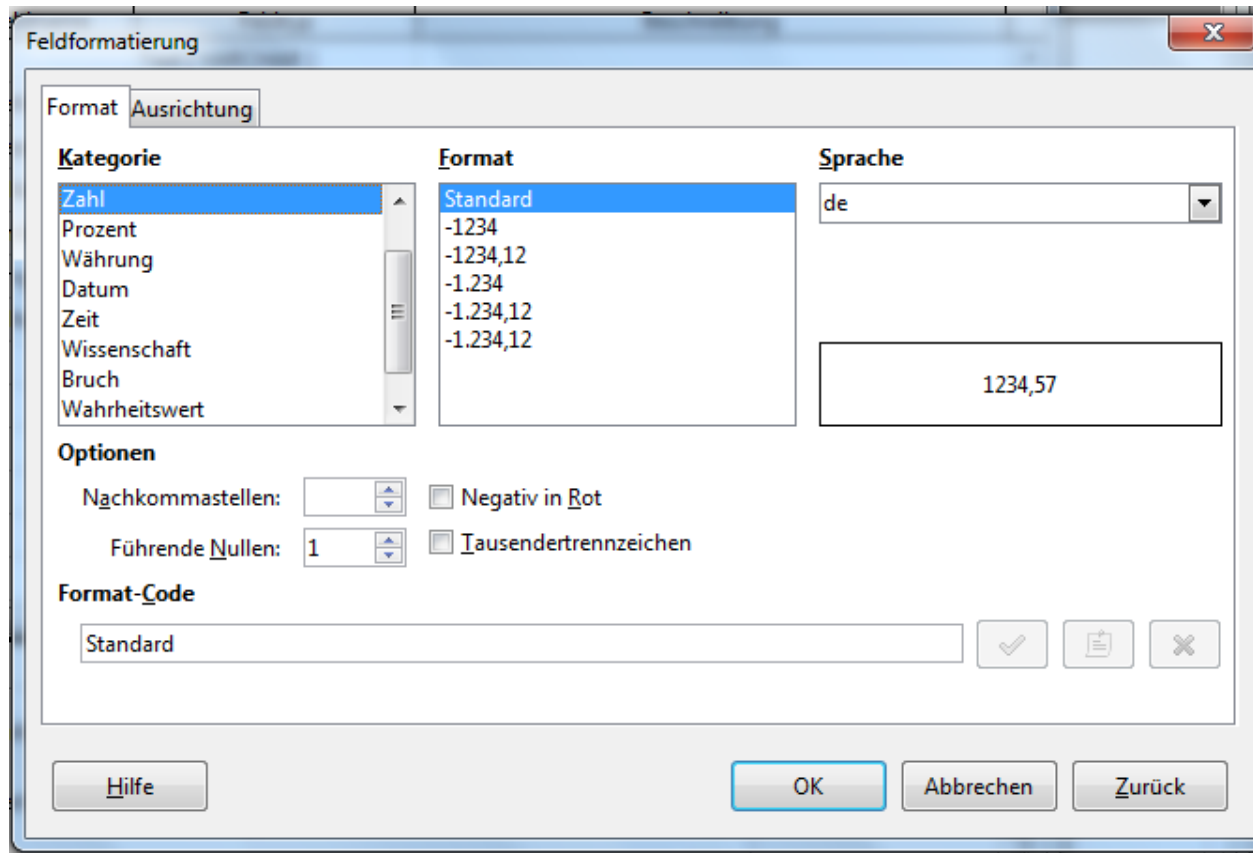 Feldformatierung
Format
Ausrichtung
Kategorie
Zahl
Prozent
Währung
Datum
Zeit
Wissenschaft
Bruch
Wahrheitswert
Format
Standard
-1234
-1234,12
-1.234
-1.234,12
-1.234,12
Sprache
de
1234,57
Optionen
Nachkommastellen:
Führende Nullen: 1
Negativ in Rot
Tausendertrennzeichen
Format-Code
Standard
Hilfe
OK
Abbrechen
Zurück